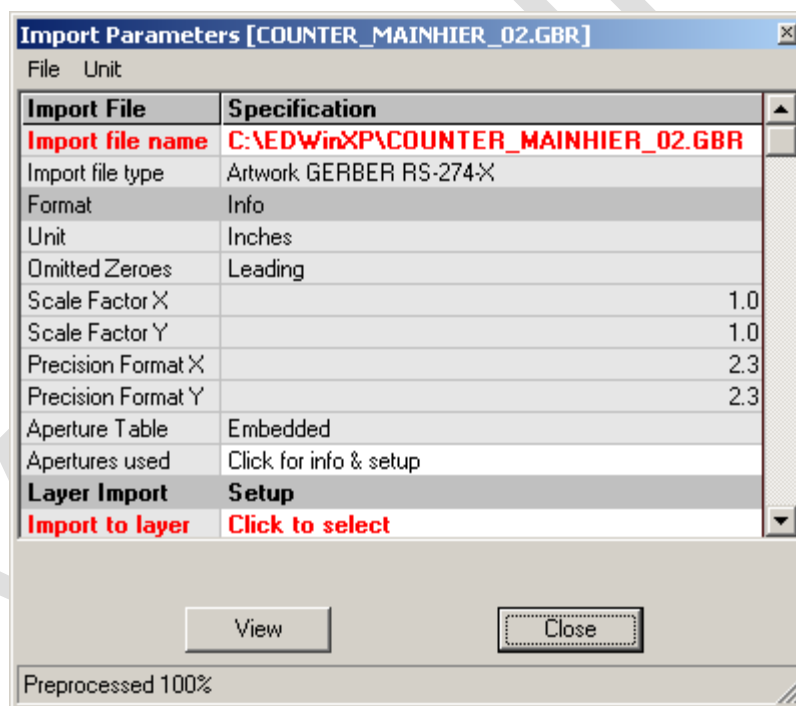 Import Parameters [COUNTER_MAINHIER_02.GBR]
File Unit
Import File Specification
Import file name C:\EDWinXP\COUNTER_MAINHIER_02.GBR
Import file type Artwork GERBER RS-274-X
Format Info
Unit Inches
Omitted Zeroes Leading
Scale Factor X 1.0
Scale Factor Y 1.0
Precision Format X 2.3
Precision Format Y 2.3
Aperture Table Embedded
Apertures used Click for info & setup
Layer Import Setup
Import to layer Click to select
View Close
Preprocessed 100%